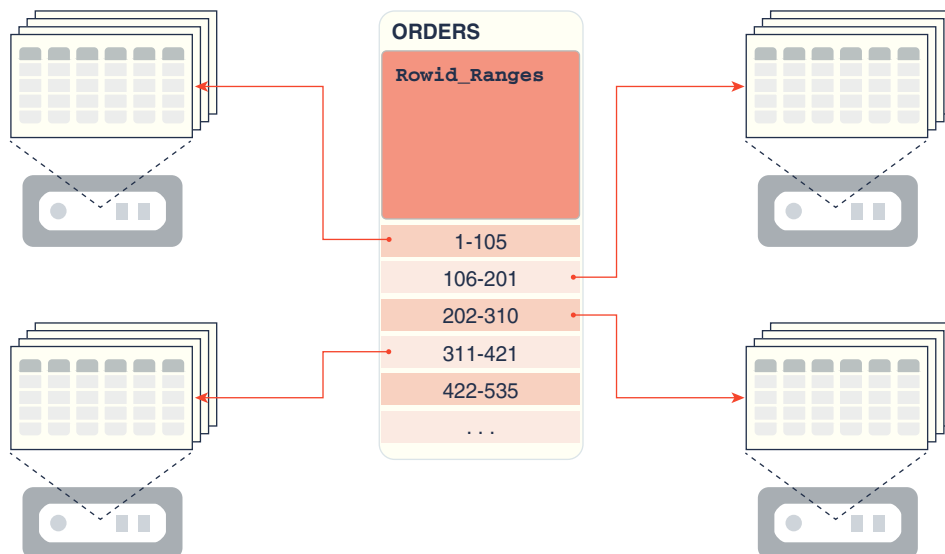 ORDERS
Rowid_Ranges
1-105
106-201
202-310
311-421
422-535
. . .